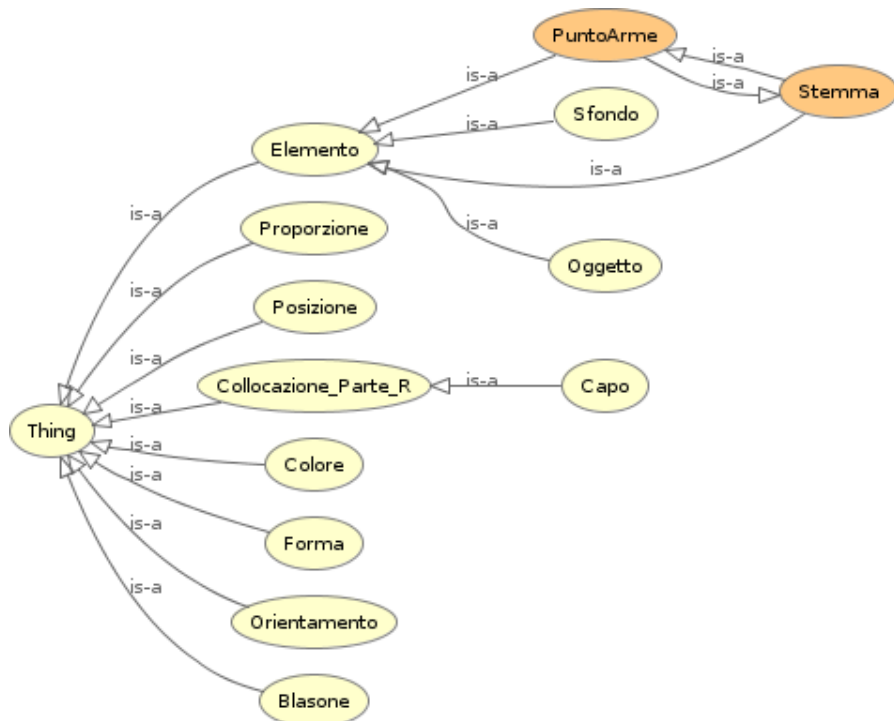 PuntoArme
is-a
Stemma
is-a
is-a
Sfondo
is-a
Elemento
is-a
is-a
Proporzione
is-a
Oggetto
is-a
Posizione
is-a
Collocazione_Parte_R
is-a
Capo
is-a
Thing
is-a
Colore
is-a
Forma
is-a
Orientamento
is-a
Blasone